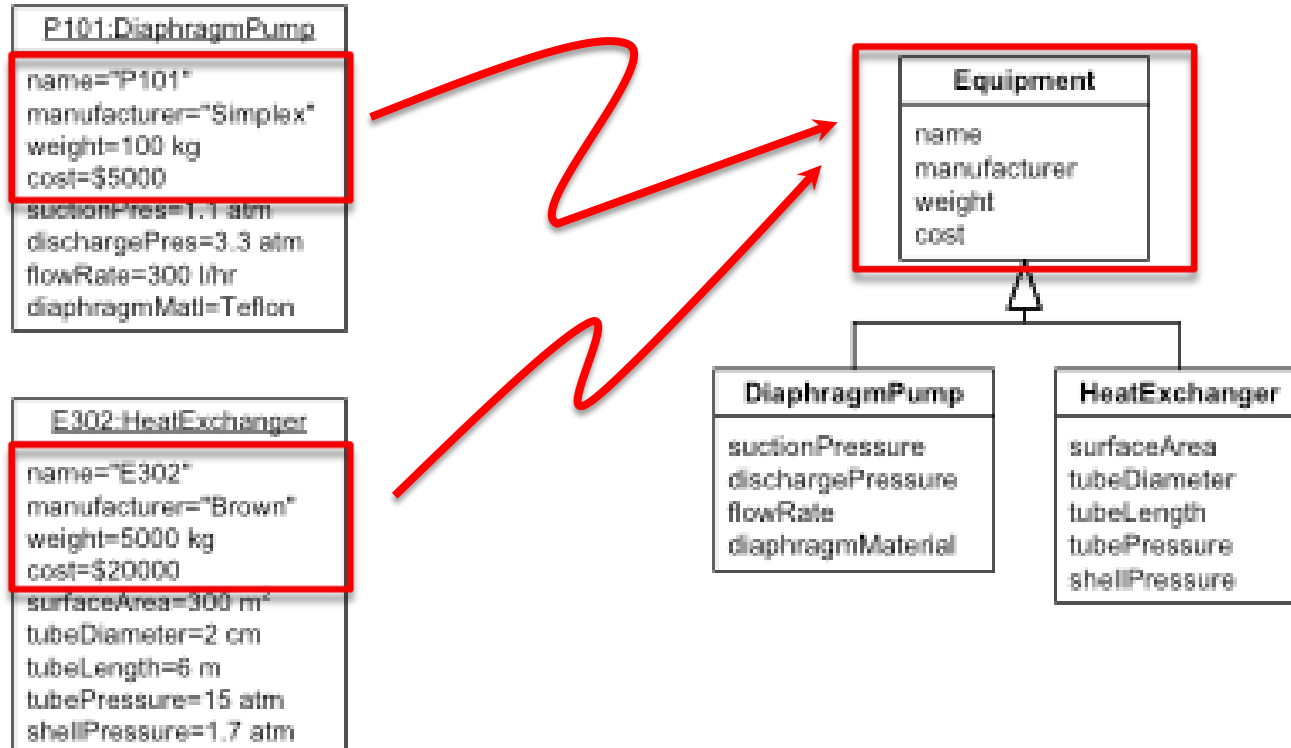 P101:DiaphragmPump
name="P101"
manufacturer="Simplex"
weight=100 kg
cost=$5000
suctionPres=1.1 atm
dischargePres=3.3 atm
flowRate=300 l/hr
diaphragmMatl=Teflon
E302:HeatExchanger
name="E302"
manufacturer="Brown"
weight=5000 kg
cost=$20000
surfaceArea=300 m²
tubeDiameter=2 cm
tubeLength=6 m
tubePressure=15 atm
shellPressure=1.7 atm
Equipment
name
manufacturer
weight
cost
DiaphragmPump
suctionPressure
dischargePressure
flowRate
diaphragmMaterial
HeatExchanger
surfaceArea
tubeDiameter
tubeLength
tubePressure
shellPressure